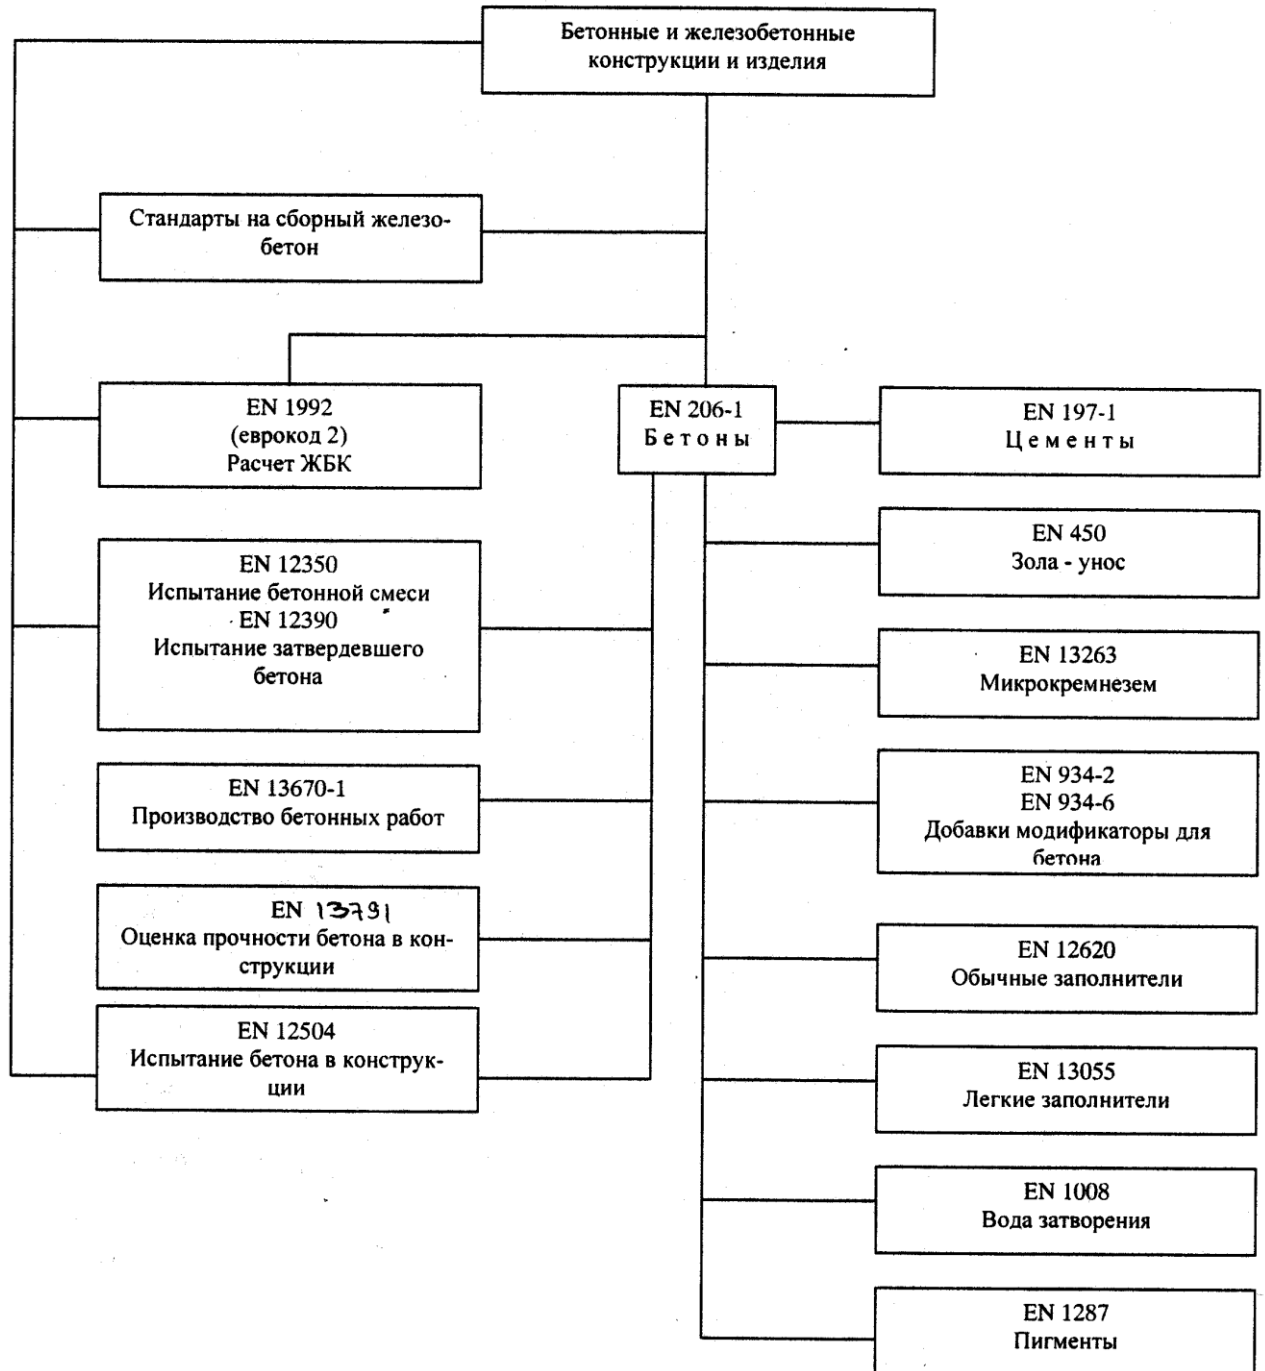 Бетонные и железобетонные
конструкции и изделия
Стандарты на сборный железо-
бетон
EN 1992
(еврокод 2)
Расчет ЖБК
EN 206-1
Б е т о н ы
EN 197-1
Ц е м е н т ы
EN 450
Зола - унос
EN 12350
Испытание бетонной смеси
EN 12390
Испытание затвердевшего
бетона
EN 13263
Микрокремнезем
EN 13670-1
Производство бетонных работ
EN 934-2
EN 934-6
Добавки модификаторы для
бетона
EN 13791
Оценка прочности бетона в кон-
струкции
EN 12620
Обычные заполнители
EN 12504
Испытание бетона в конструк-
ции
EN 13055
Легкие заполнители
EN 1008
Вода затворения
EN 1287
Пигменты